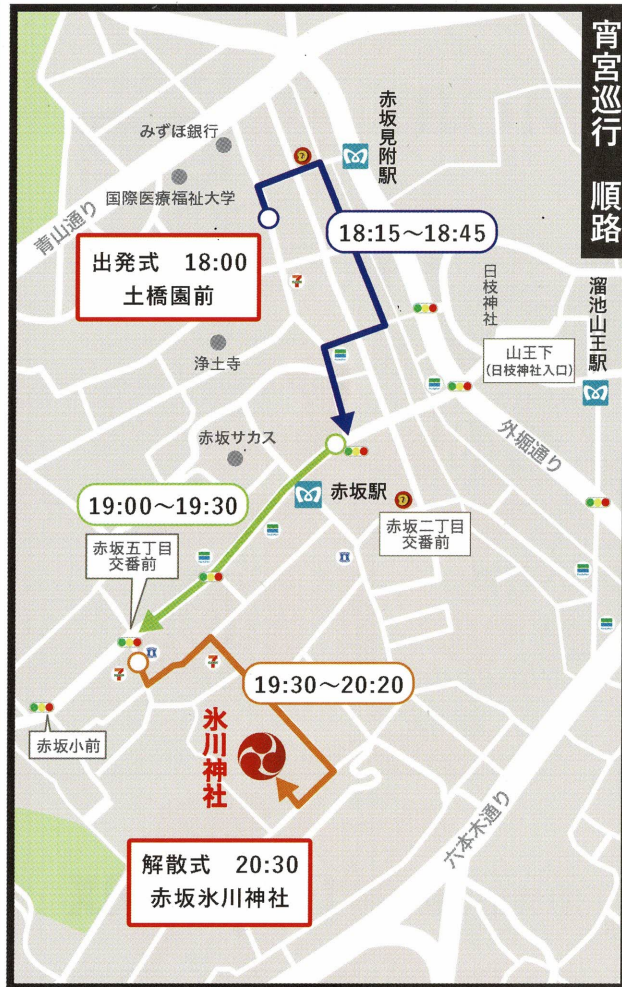 宵宮巡行 順路
赤坂見附駅
みずほ銀行
国際医療福祉大学
青山通り
18:15～18:45
出発式 18:00
土橋園前
日枝神社
溜池山王駅
山王下
(日枝神社入口)
浄土寺
外堀通り
赤坂サカス
赤坂駅
19:00～19:30
赤坂二丁目
交番前
赤坂五丁目
交番前
19:30～20:20
氷川神社
赤坂小前
六本木通り
解散式 20:30
赤坂氷川神社